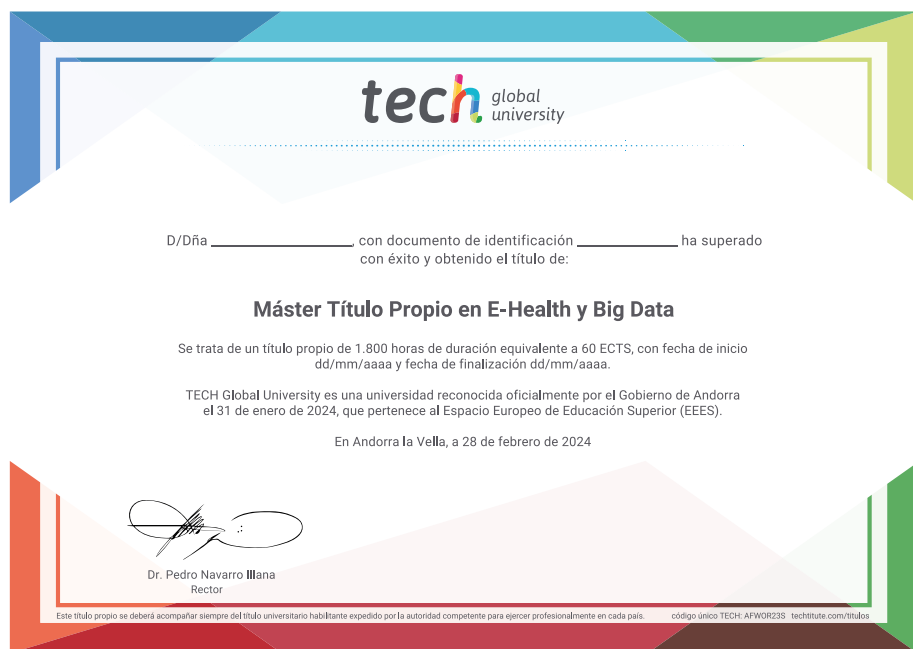 tech global university
D/Dña ____________________, con documento de identificación ______________ ha superado
con éxito y obtenido el título de:
Máster Título Propio en E-Health y Big Data
Se trata de un título propio de 1.800 horas de duración equivalente a 60 ECTS, con fecha de inicio
dd/mm/aaaa y fecha de finalización dd/mm/aaaa.
TECH Global University es una universidad reconocida oficialmente por el Gobierno de Andorra
el 31 de enero de 2024, que pertenece al Espacio Europeo de Educación Superior (EEES).
En Andorra la Vella, a 28 de febrero de 2024
Dr. Pedro Navarro Illana
Rector
Este título propio se deberá acompañar siempre del título universitario habilitante expedido por la autoridad competente para ejercer profesionalmente en cada país. código único TECH: AFWOR23S techtitute.com/titulos